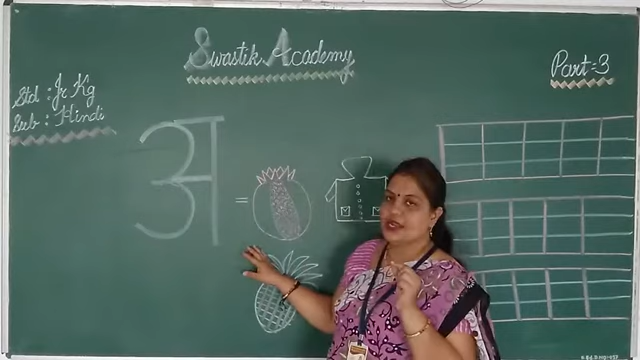 Swastik Academy
Part:3
Std : Jr Kg
Sub : Hindi
अ =